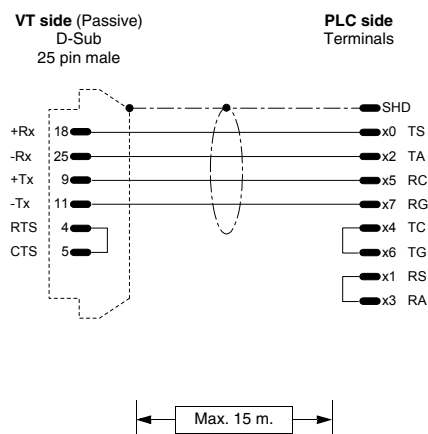 VT side (Passive)
D-Sub
25 pin male
PLC side
Terminals
SHD
+Rx 18 x0 TS
-Rx 25 x2 TA
+Tx 9 x5 RC
-Tx 11 x7 RG
RTS 4 x4 TC
CTS 5 x6 TG
x1 RS
x3 RA
Max. 15 m.